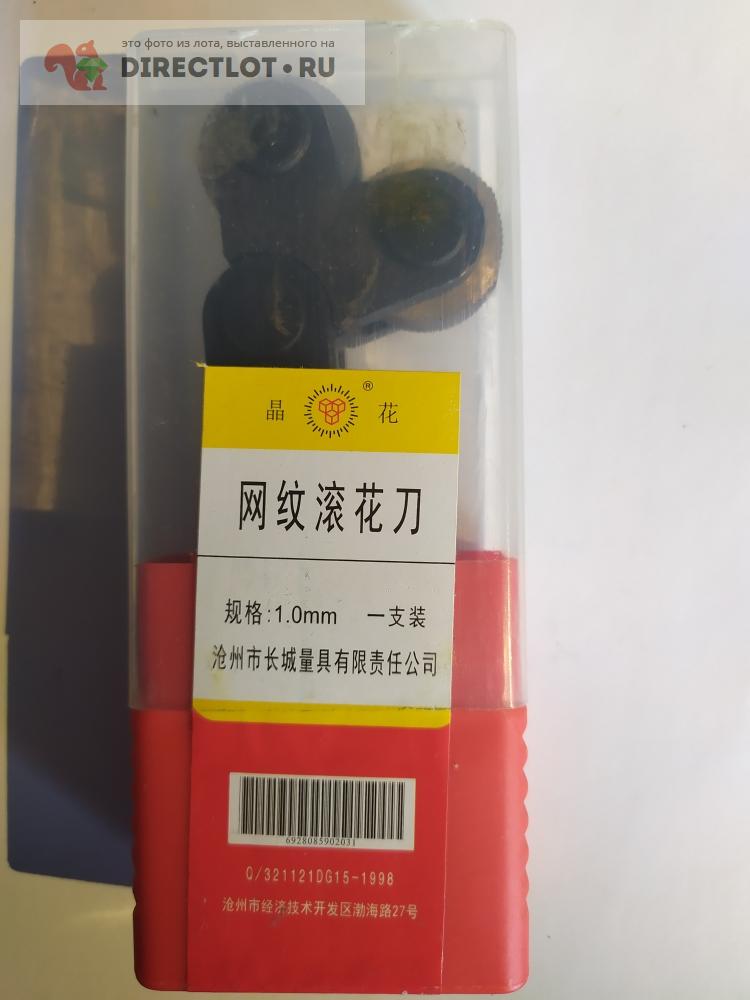 это фото из лота, выставленного на
DIRECTLOT•RU
晶 ® 花
网纹滚花刀
规格:1.0mm 一支装
沧州市长城量具有限责任公司
6928085902031
Q/321121DG15-1998
沧州市经济技术开发区渤海路27号